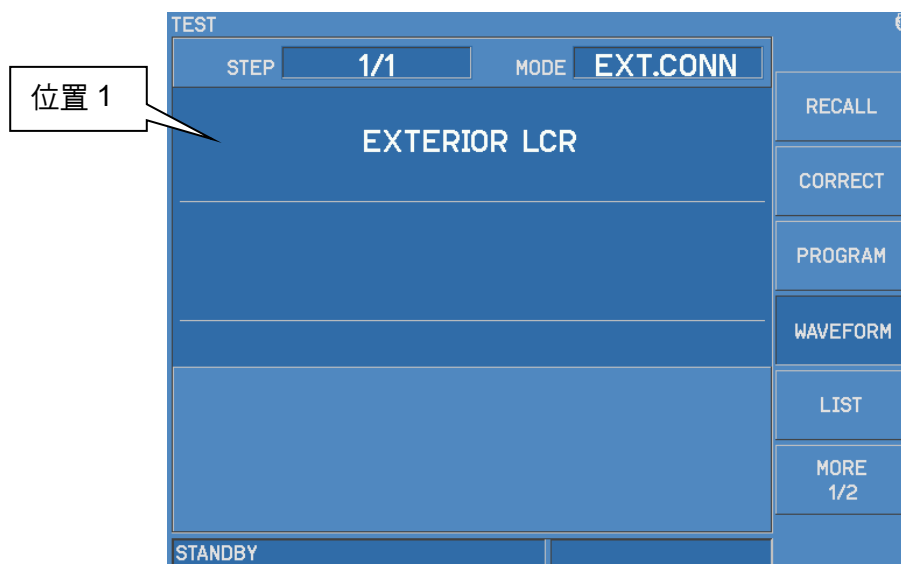 TEST
STEP 1/1 MODE EXT.CONN
位置 1
EXTERIOR LCR
RECALL
CORRECT
PROGRAM
WAVEFORM
LIST
MORE
1/2
STANDBY